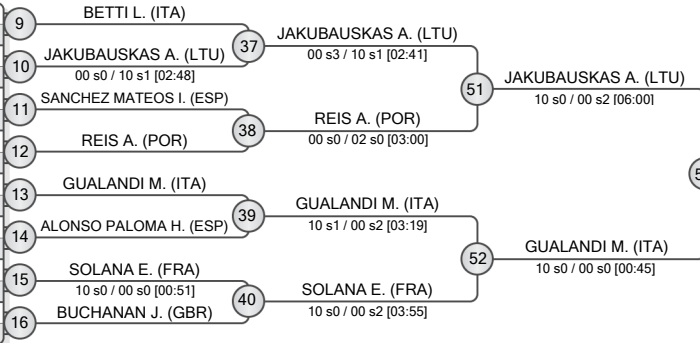 9
BETTI L. (ITA)
10
JAKUBAUSKAS A. (LTU)
00 s0 / 10 s1 [02:48]
37
JAKUBAUSKAS A. (LTU)
00 s3 / 10 s1 [02:41]
11
SANCHEZ MATEOS I. (ESP)
12
REIS A. (POR)
38
REIS A. (POR)
00 s0 / 02 s0 [03:00]
51
JAKUBAUSKAS A. (LTU)
10 s0 / 00 s2 [06:00]
13
GUALANDI M. (ITA)
14
ALONSO PALOMA H. (ESP)
39
GUALANDI M. (ITA)
10 s1 / 00 s2 [03:19]
15
SOLANA E. (FRA)
10 s0 / 00 s0 [00:51]
16
BUCHANAN J. (GBR)
40
SOLANA E. (FRA)
10 s0 / 00 s2 [03:55]
52
GUALANDI M. (ITA)
10 s0 / 00 s0 [00:45]